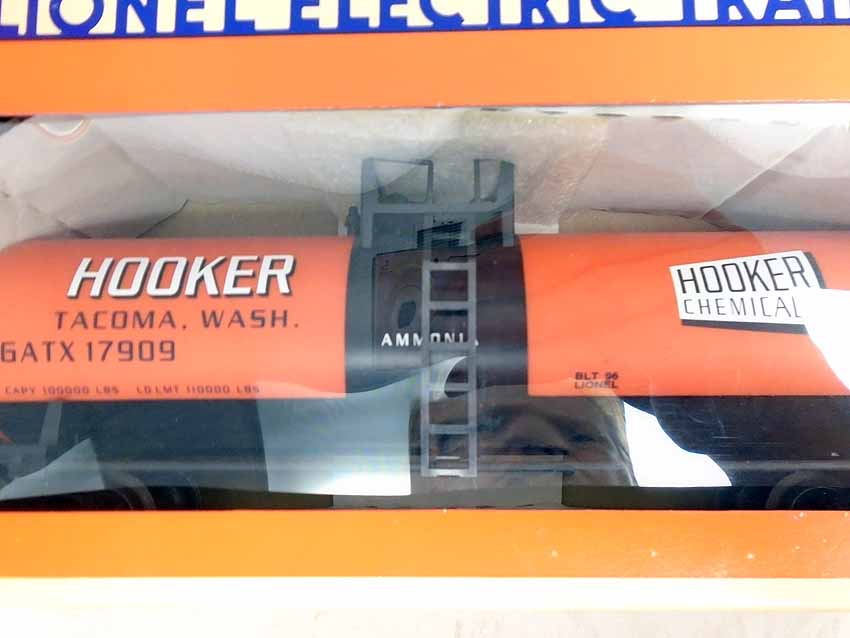 LIONEL ELECTRIC TRAI
HOOKER
TACOMA, WASH.
GATX 17909
CAPY 100000 LBS LD LMT 110000 LBS
AMMONIA
HOOKER
CHEMICAL
BLT 96
LIONEL